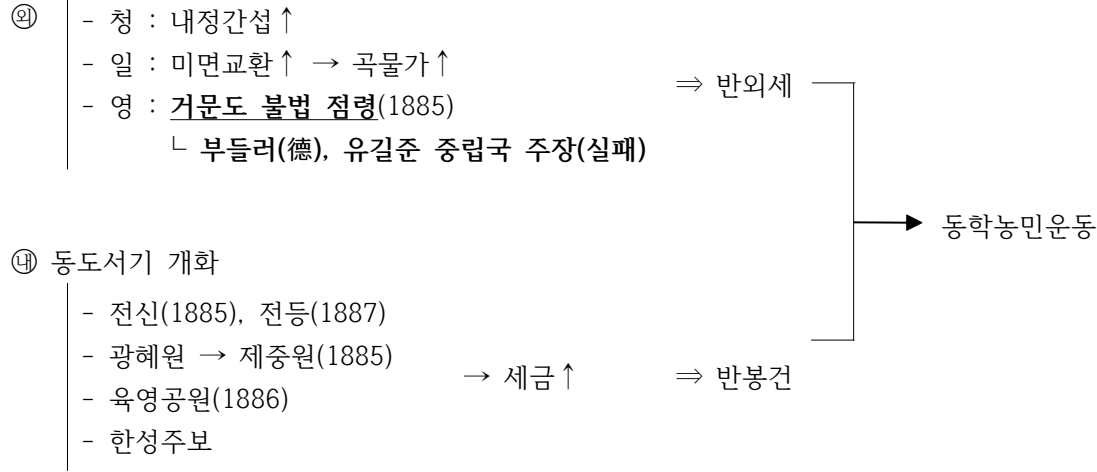 ㉠외 - 청 : 내정간섭↑
- 일 : 미면교환↑ → 곡물가↑
⇒ 반외세
- 영 : 거문도 불법 점령(1885)
└ 부들러(德), 유길준 중립국 주장(실패)
동학농민운동
내 동도서기 개화
- 전신(1885), 전등(1887)
- 광혜원 → 제중원(1885)
→ 세금↑ ⇒ 반봉건
- 육영공원(1886)
- 한성주보